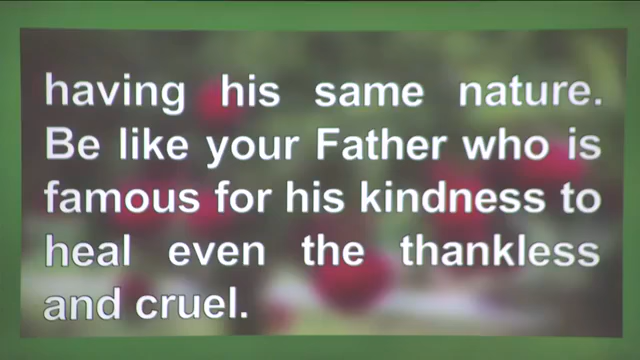 having his same nature.
Be like your Father who is
famous for his kindness to
heal even the thankless
and cruel.